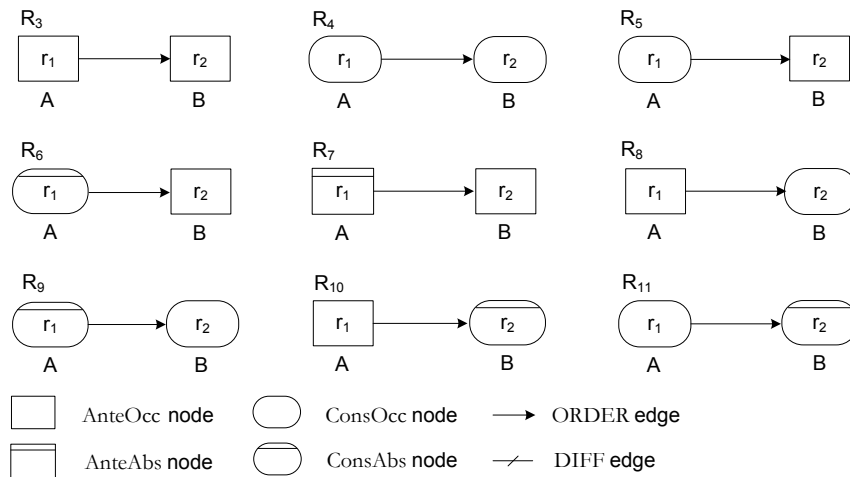 R3 R4 R5
r1 r2 r1 r2 r1 r2
A B A B A B
R6 R7 R8
r1 r2 r1 r2 r1 r2
A B A B A B
R9 R10 R11
r1 r2 r1 r2 r1 r2
A B A B A B
AnteOcc node ConsOcc node ORDER edge
AnteAbs node ConsAbs node DIFF edge